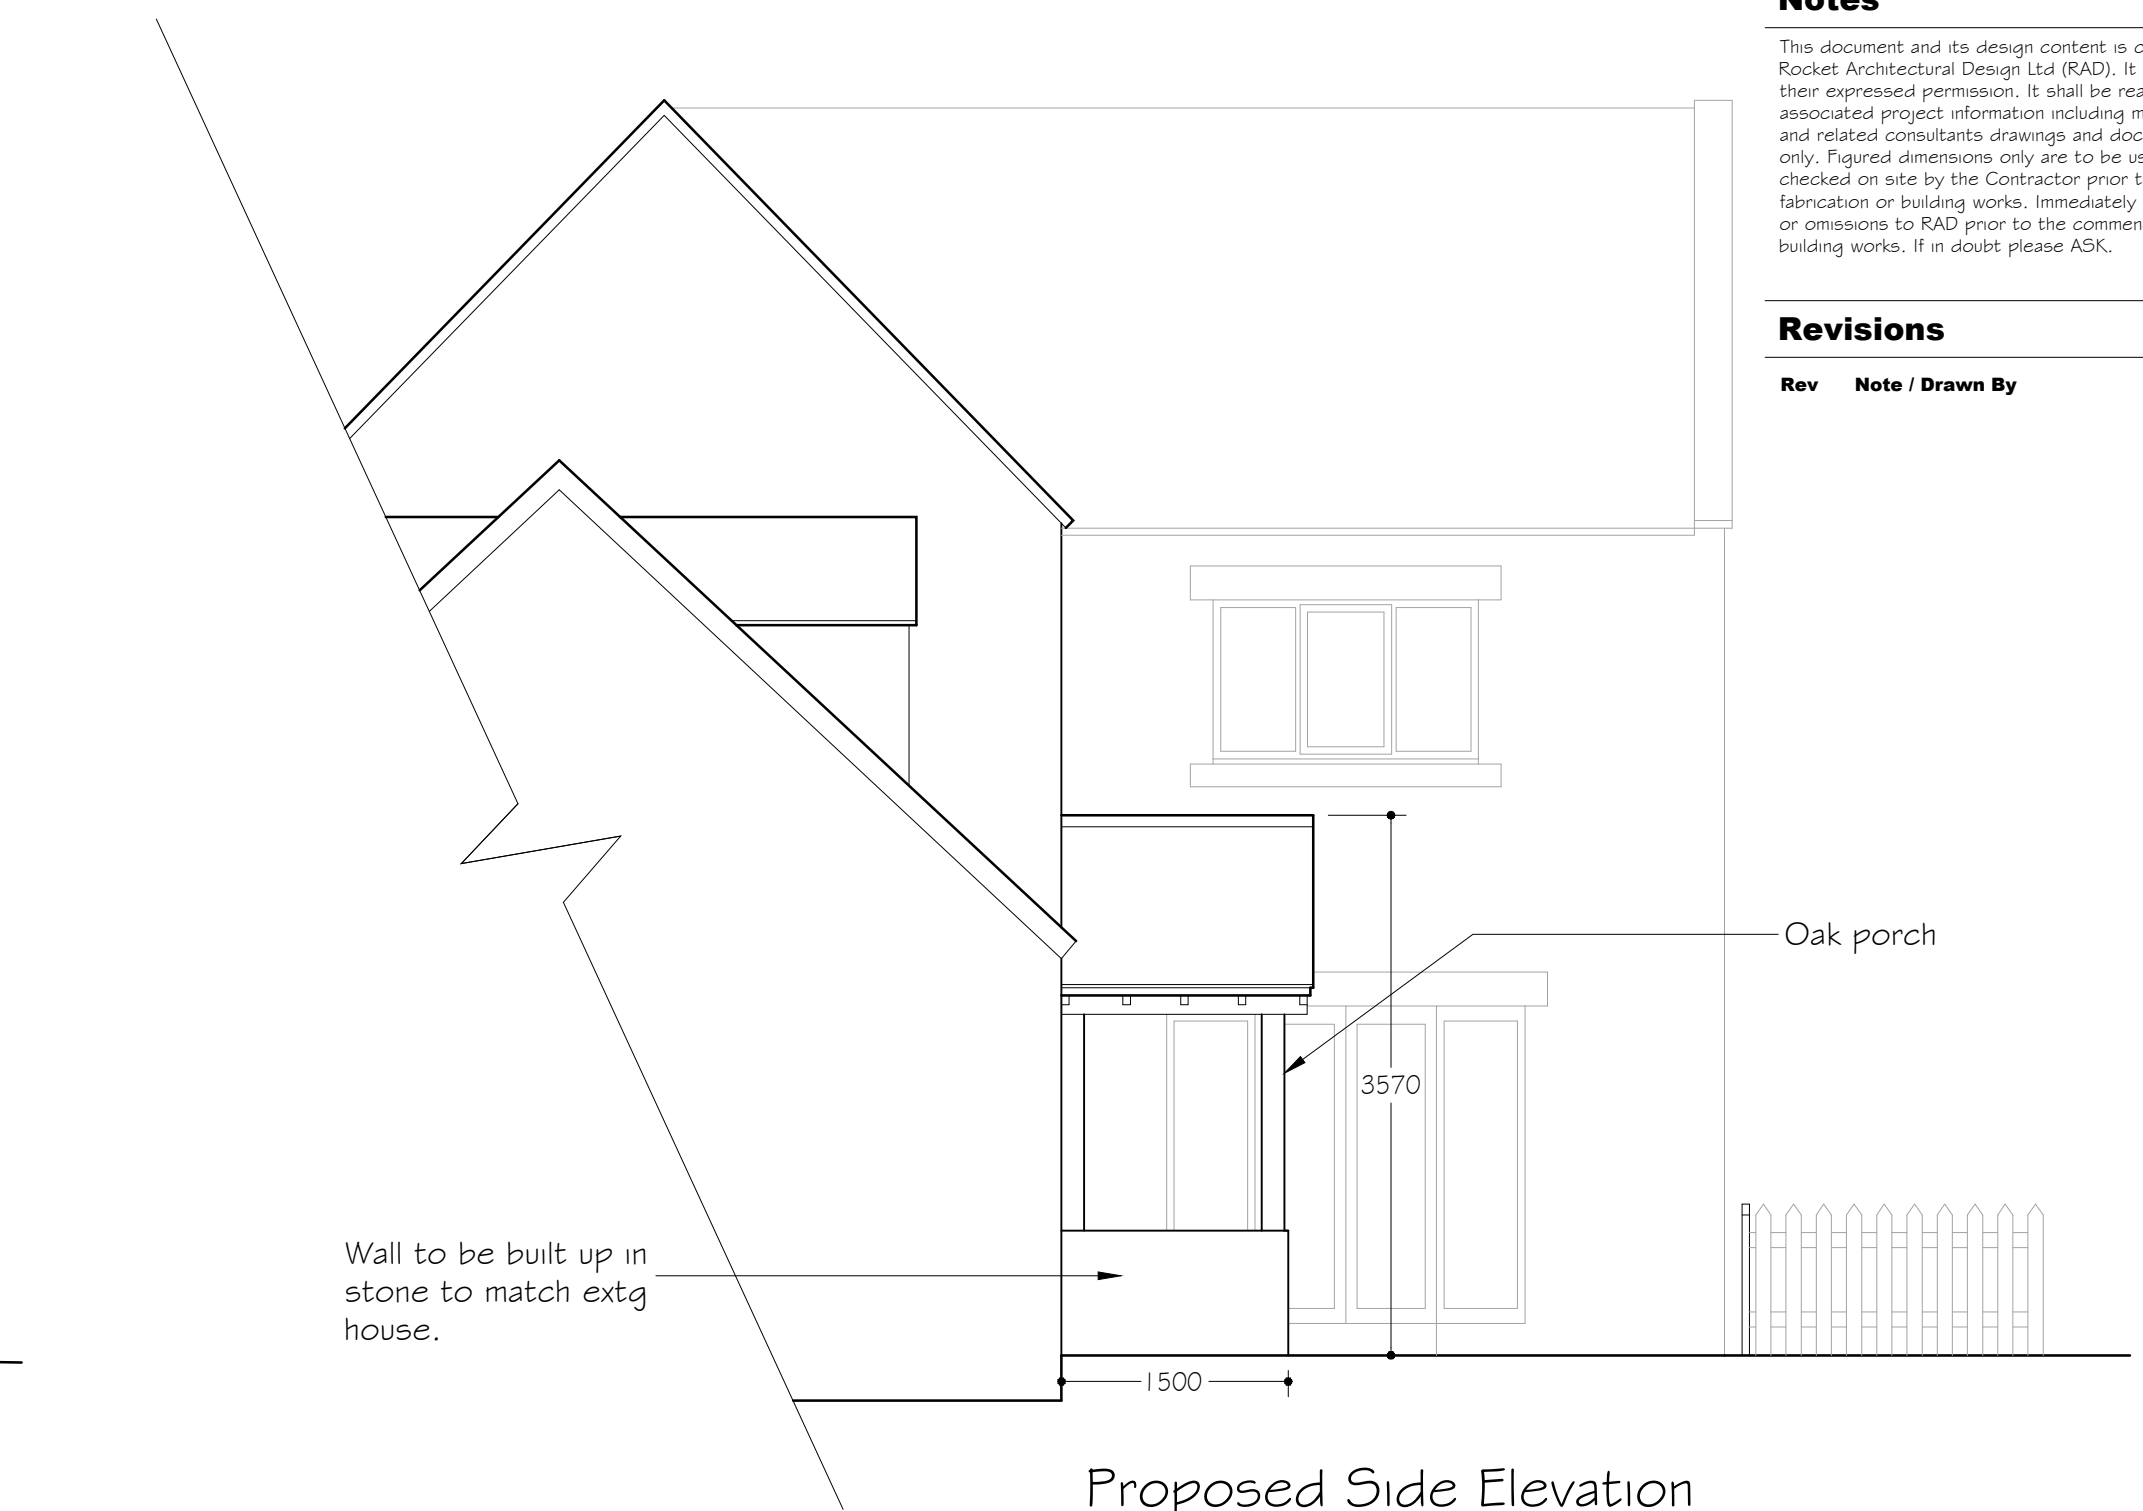 Notes
This document and its design content is
Rocket Architectural Design Ltd (RAD). It
their expressed permission. It shall be
associated project information including
and related consultants drawings and
only. Figured dimensions only are to be
checked on site by the Contractor prior
fabrication or building works. Immediately
or omissions to RAD prior to the
building works. If in doubt please ASK.
Revisions
Rev Note / Drawn By
Oak porch
3570
Wall to be built up in
stone to match extg
house.
1500
Proposed Side Elevation